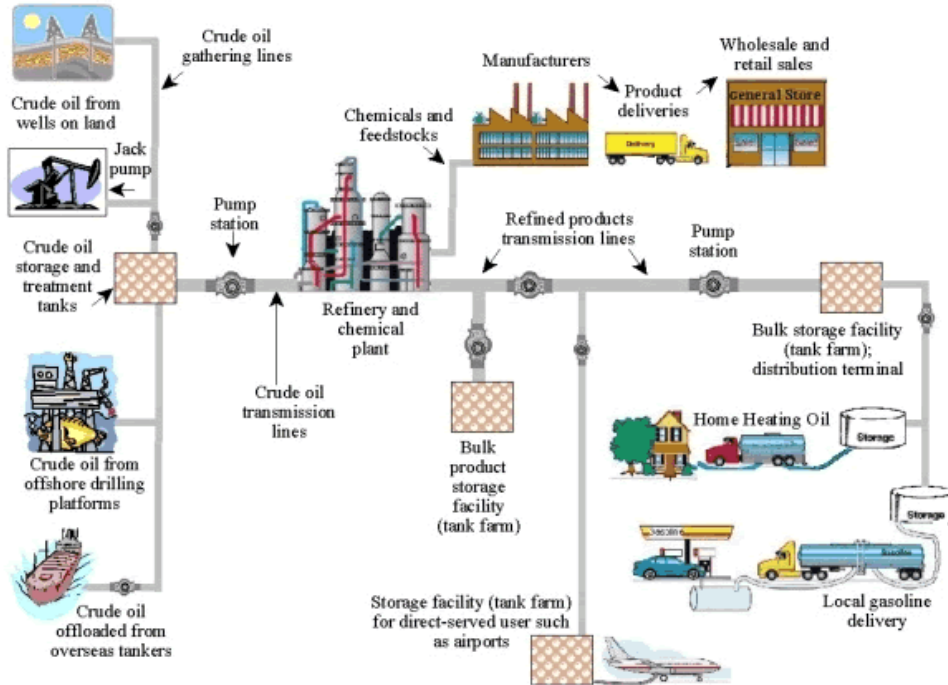 Crude oil
gathering lines
Crude oil from
wells on land
Jack
pump
Manufacturers
Product
deliveries
Wholesale and
retail sales
General Store
Delivery
Chemicals and
feedstocks
Pump
station
Refined products
transmission lines
Pump
station
Crude oil
storage and
treatment
tanks
Refinery and
chemical
plant
Crude oil
transmission
lines
Bulk storage facility
(tank farm);
distribution terminal
Crude oil from
offshore drilling
platforms
Bulk
product
storage
facility
(tank farm)
Home Heating Oil
Storage
Storage
Gasoline
Gasoline
Local gasoline
delivery
Crude oil
offloaded from
overseas tankers
Storage facility (tank farm)
for direct-served user such
as airports